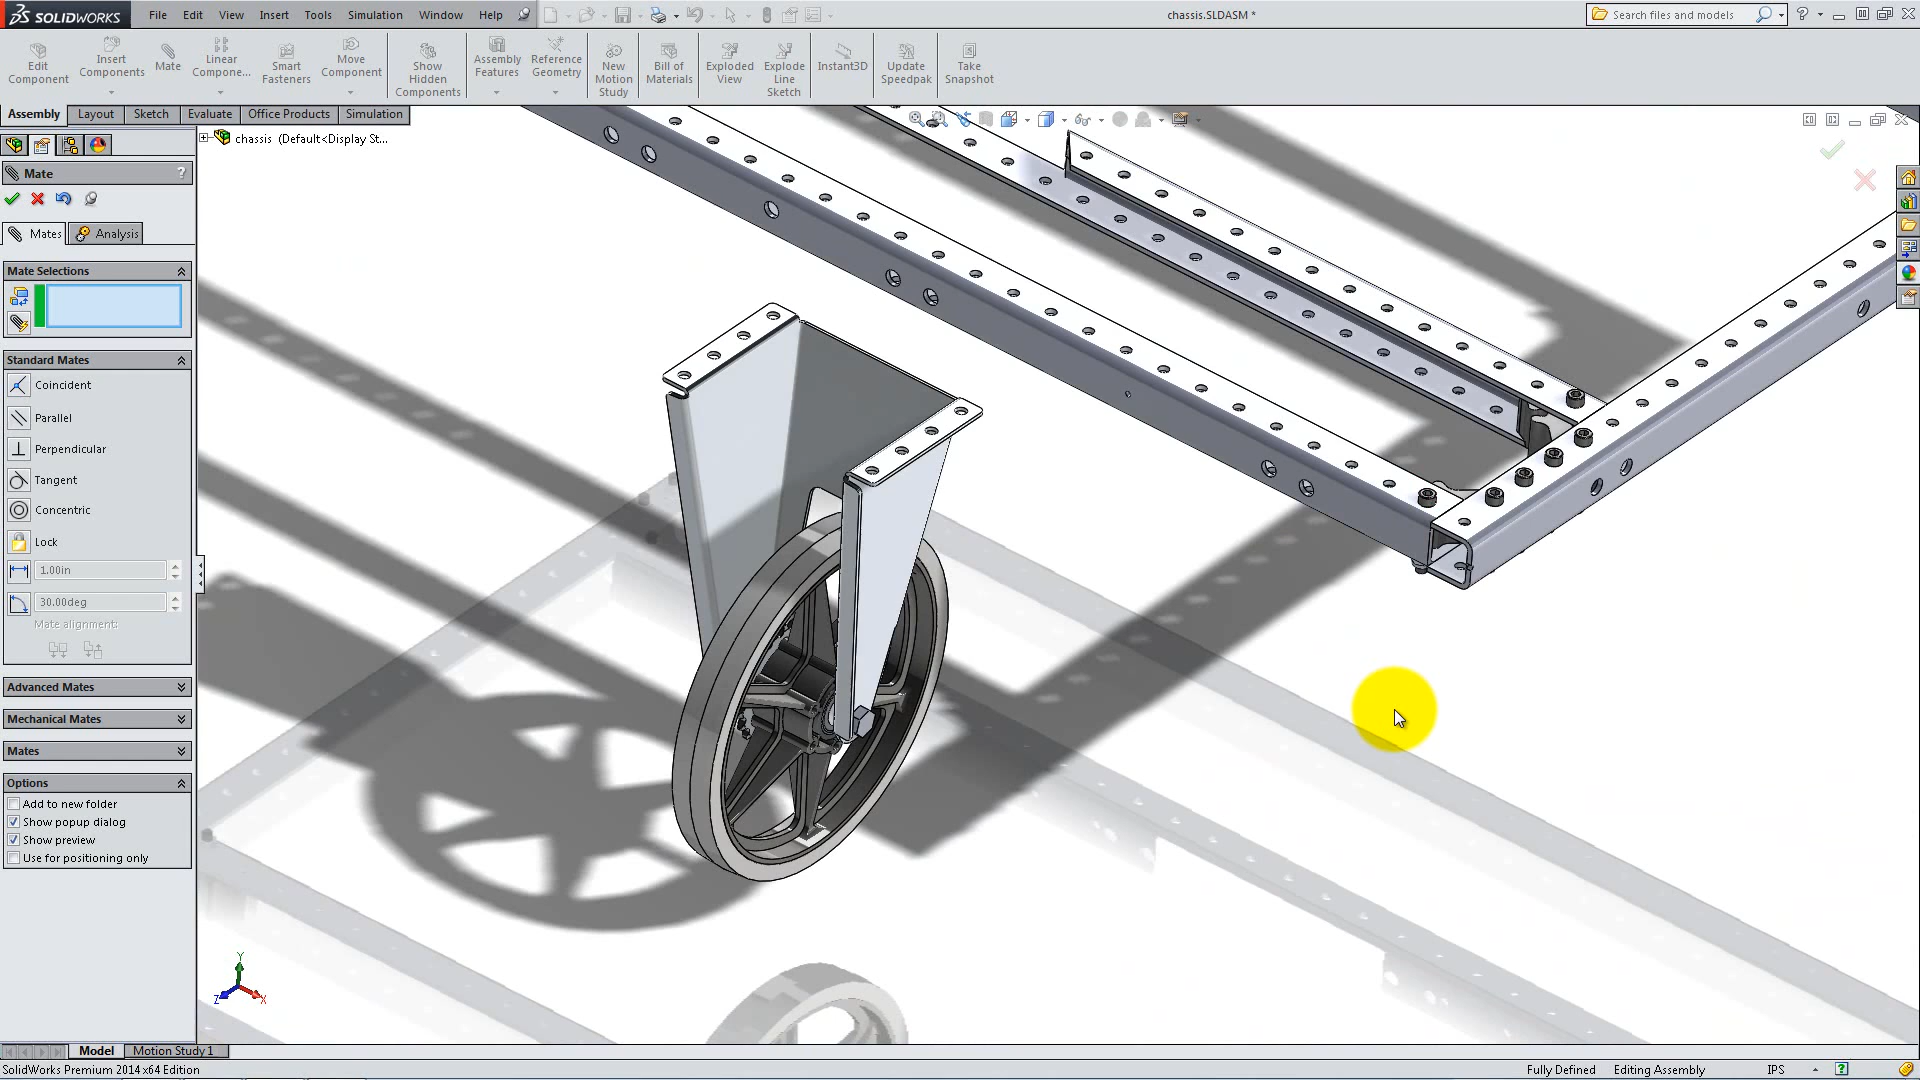 SOLIDWORKS File Edit View Insert Tools Simulation Window Help chassis.SLDASM * Search files and models ?
Edit Component
Insert Components
Mate
Linear Compone...
Smart Fasteners
Move Component
Show Hidden Components
Assembly Features
Reference Geometry
New Motion Study
Bill of Materials
Exploded View
Explode Line Sketch
Instant3D
Update Speedpak
Take Snapshot
Assembly Layout Sketch Evaluate Office Products Simulation
chassis (Default<Display St...
Mate ?
Mates Analysis
Mate Selections
Standard Mates
Coincident
Parallel
Perpendicular
Tangent
Concentric
Lock
1.00in
30.00deg
Mate alignment:
Advanced Mates
Mechanical Mates
Mates
Options
Add to new folder
Show popup dialog
Show preview
Use for positioning only
Y
Z X
Model Motion Study 1
SolidWorks Premium 2014 x64 Edition Fully Defined Editing Assembly IPS ?